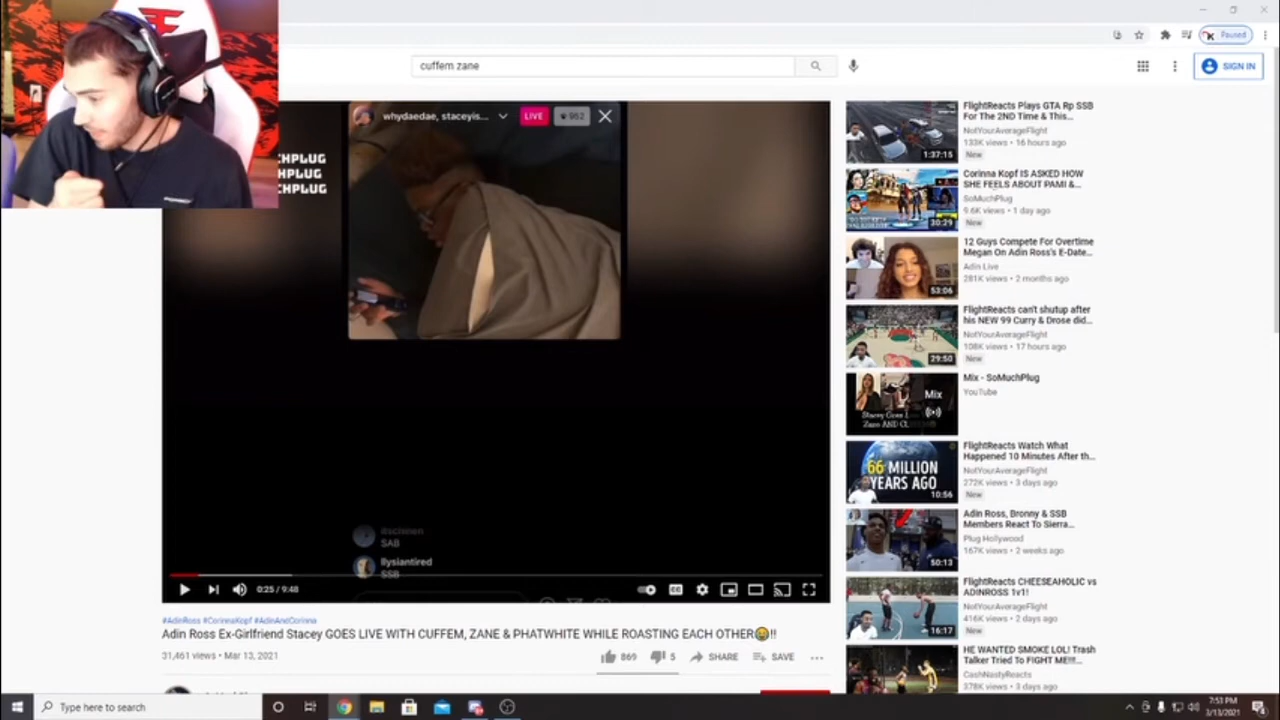 Paused
cuffem zane
SIGN IN
CHPLUG
CHPLUG
CHPLUG
whydaedae, staceyis...
LIVE
962
itscinnen
SAB
llysiantired
SSB
0:25 / 9:48
#AdinRoss #CorinnaKopf #AdinAndCorinna
Adin Ross Ex-Girlfriend Stacey GOES LIVE WITH CUFFEM, ZANE & PHATWHITE WHILE ROASTING EACH OTHER😢!!
31,461 views • Mar 13, 2021
869
5
SHARE
SAVE
FlightReacts Plays GTA Rp SSB
For The 2ND Time & This...
NotYourAverageFlight
133K views • 16 hours ago
New
1:37:15
Corinna Kopf IS ASKED HOW
SHE FEELS ABOUT PAMI &...
SoMuchPlug
9.6K views • 1 day ago
New
30:29
12 Guys Compete For Overtime
Megan On Adin Ross's E-Date...
Adin Live
281K views • 2 months ago
53:06
FlightReacts can't shutup after
his NEW 99 Curry & Drose did...
NotYourAverageFlight
108K views • 17 hours ago
New
29:50
Mix - SoMuchPlug
YouTube
Mix
FlightReacts Watch What
Happened 10 Minutes After th...
NotYourAverageFlight
272K views • 3 days ago
New
66 MILLION
YEARS AGO
10:56
Adin Ross, Bronny & SSB
Members React To Sierra...
Plug Hollywood
167K views • 2 weeks ago
50:13
FlightReacts CHEESEAHOLIC vs
ADINROSS 1v1!
NotYourAverageFlight
416K views • 2 days ago
New
16:17
HE WANTED SMOKE LOL! Trash
Talker Tried To FIGHT ME!!!...
CashNastyReacts
378K views • 3 days ago
Type here to search
7:53 PM
3/13/2021